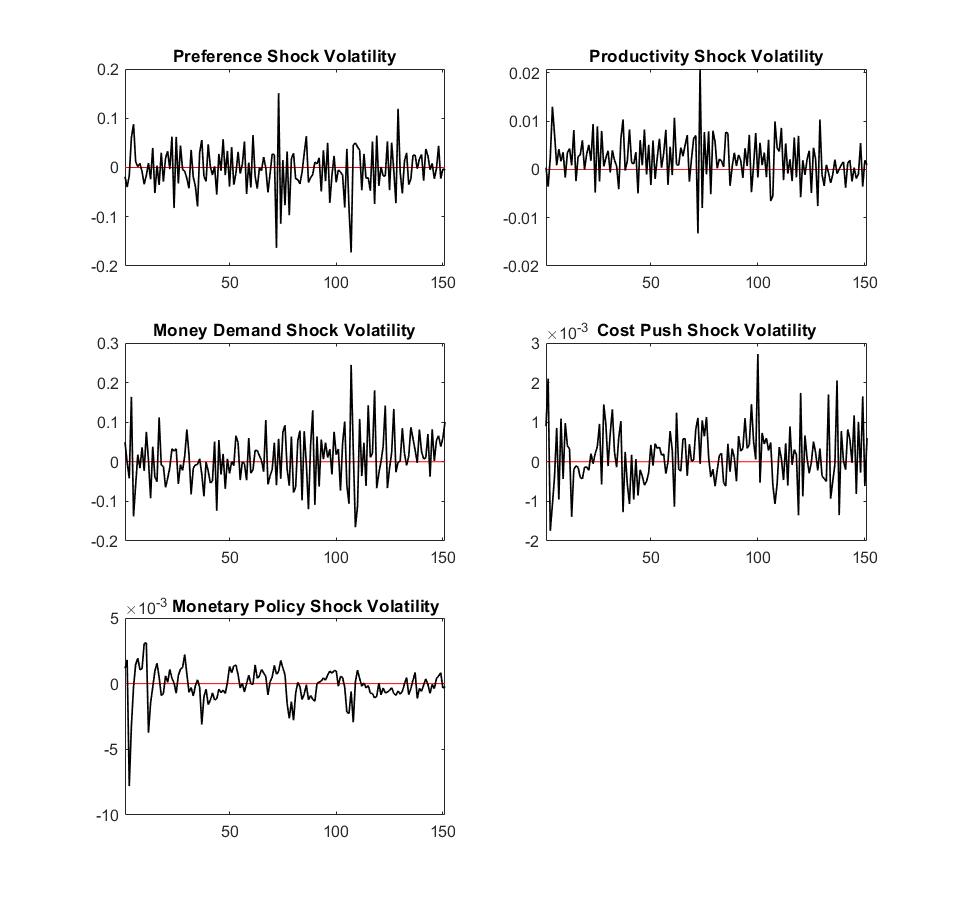 Preference Shock Volatility
0.2
0.1
0
-0.1
-0.2
50 100 150
Productivity Shock Volatility
0.02
0.01
0
-0.01
-0.02
50 100 150
Money Demand Shock Volatility
0.3
0.2
0.1
0
-0.1
-0.2
50 100 150
×10-3 Cost Push Shock Volatility
3
2
1
0
-1
-2
50 100 150
×10-3 Monetary Policy Shock Volatility
5
0
-5
-10
50 100 150